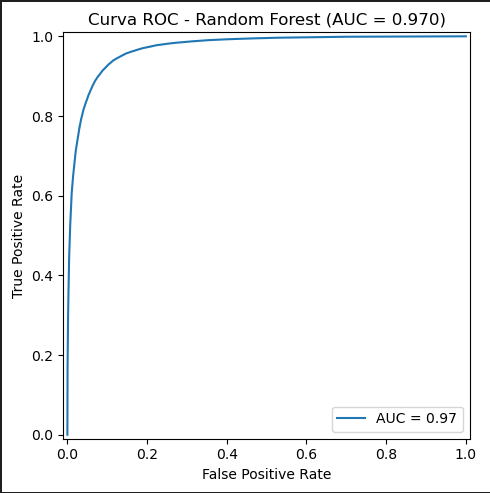 Curva ROC - Random Forest (AUC = 0.970)
1.0
0.8
0.6
0.4
0.2
0.0
True Positive Rate
AUC = 0.97
0.0 0.2 0.4 0.6 0.8 1.0
False Positive Rate